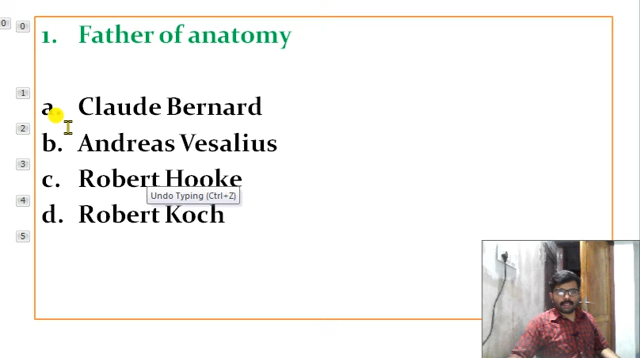 0 0 1. Father of anatomy
1
a. Claude Bernard
2
b. Andreas Vesalius
3
c. Robert Hooke
Undo Typing (Ctrl+Z)
4
d. Robert Koch
5